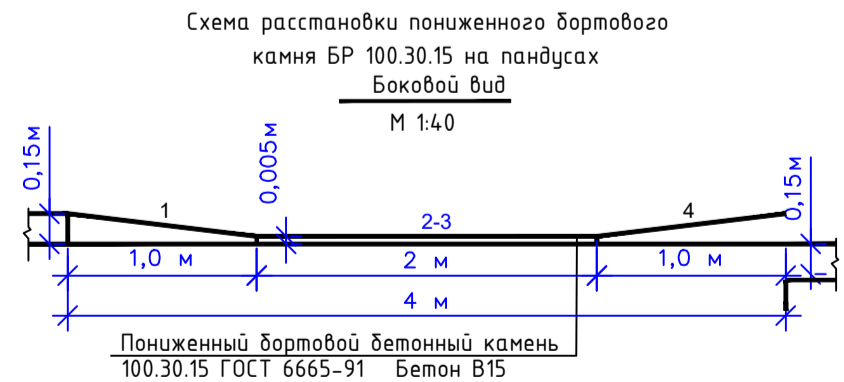 Схема расстановки пониженного бортового
камня БР 100.30.15 на пандусах
Боковой вид
М 1:40
0,15м
0,005м
0,15м
1
2-3
4
1,0 м
2 м
1,0 м
4 м
Пониженный бортовой бетонный камень
100.30.15 ГОСТ 6665-91 Бетон В15